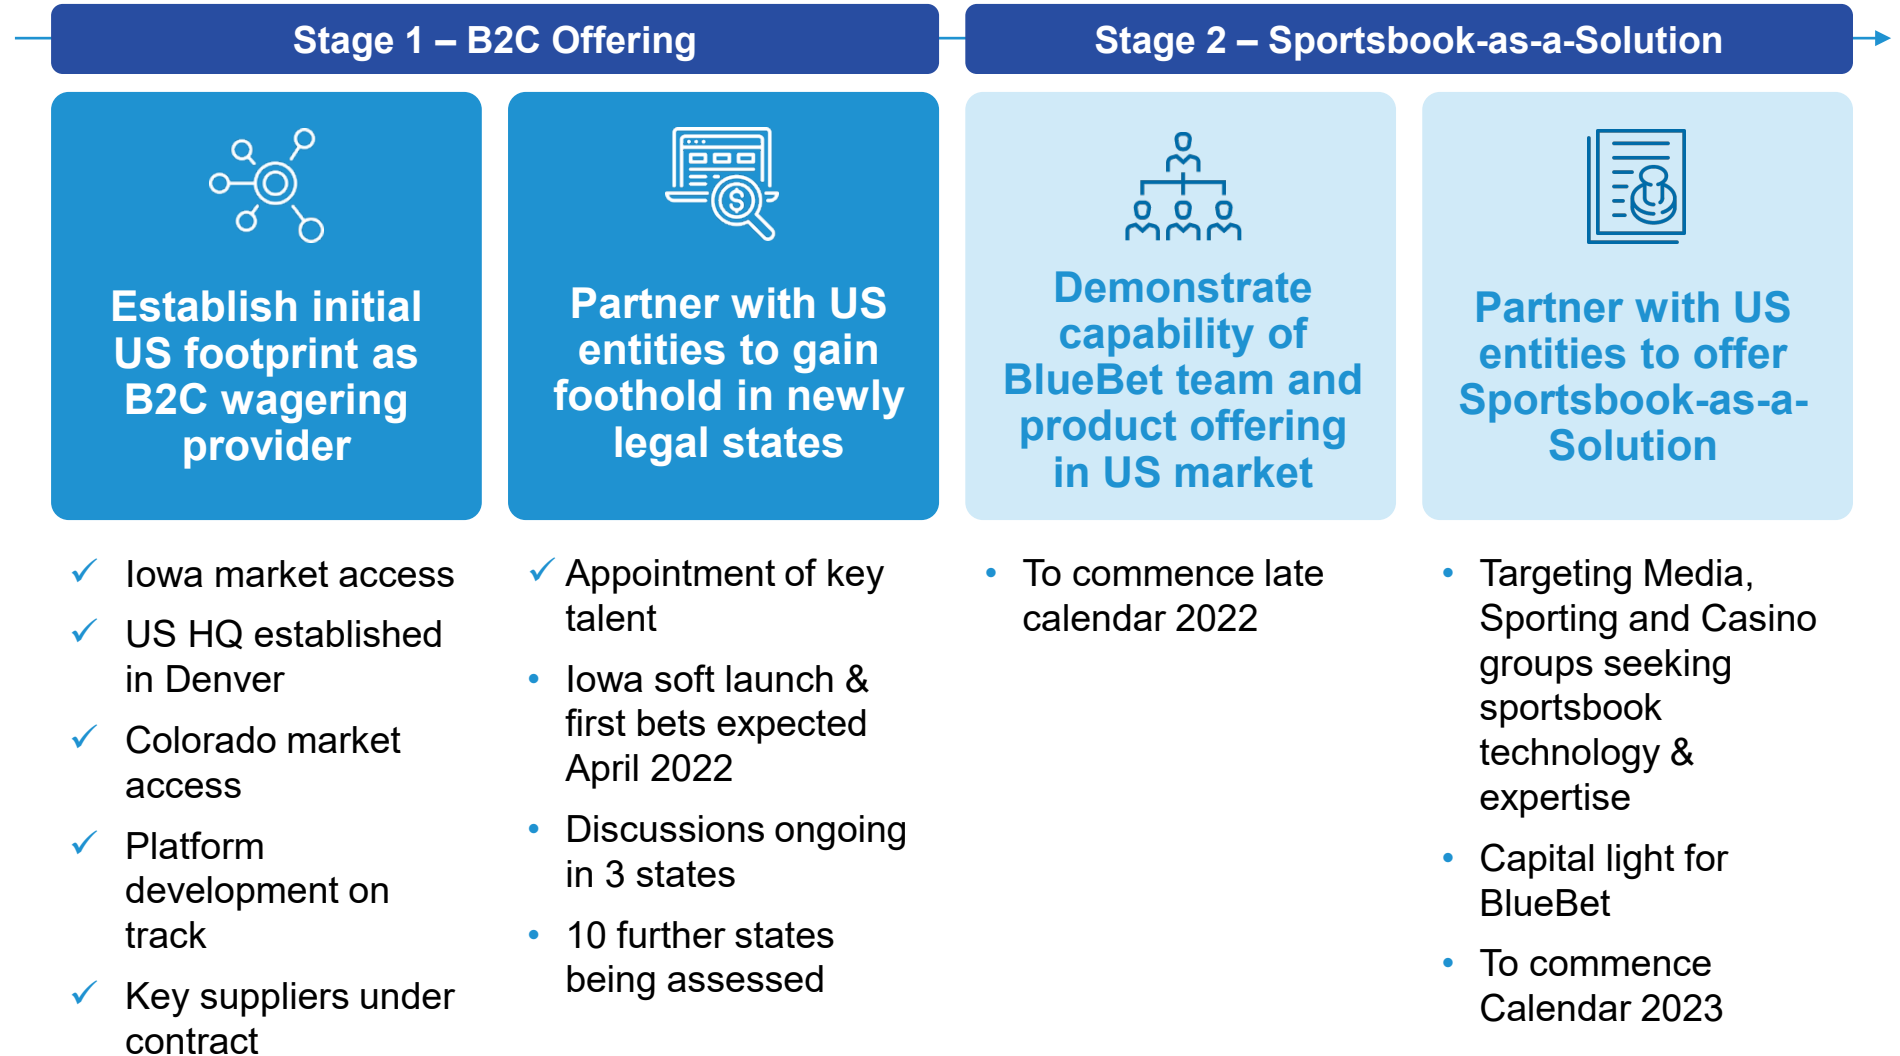 Stage 1 – B2C Offering
Stage 2 – Sportsbook-as-a-Solution
Establish initial
US footprint as
B2C wagering
provider
✓ Iowa market access
✓ US HQ established
in Denver
✓ Colorado market
access
✓ Platform
development on
track
✓ Key suppliers under
contract
$
Partner with US
entities to gain
foothold in newly
legal states
✓ Appointment of key
talent
• Iowa soft launch &
first bets expected
April 2022
• Discussions ongoing
in 3 states
• 10 further states
being assessed
Demonstrate
capability of
BlueBet team and
product offering
in US market
• To commence late
calendar 2022
Partner with US
entities to offer
Sportsbook-as-a-
Solution
• Targeting Media,
Sporting and Casino
groups seeking
sportsbook
technology &
expertise
• Capital light for
BlueBet
• To commence
Calendar 2023